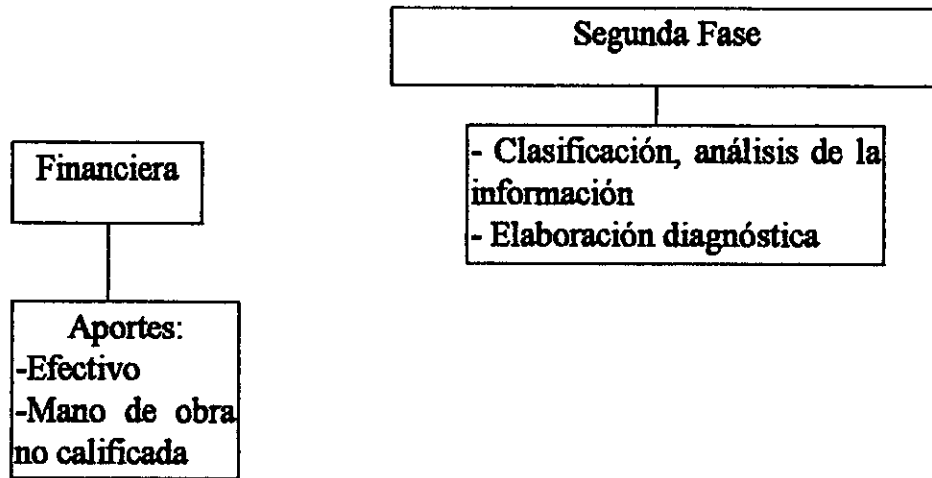 Segunda Fase
- Clasificación, análisis de la
información
- Elaboración diagnóstica
Financiera
Aportes:
-Efectivo
-Mano de obra
no calificada